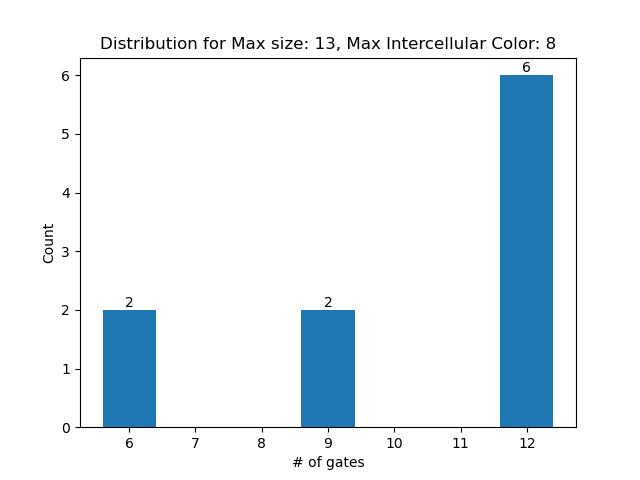 Distribution for Max size: 13, Max Intercellular Color: 8
6
6
5
4
3
2
2
2
1
0
6 7 8 9 10 11 12
Count
# of gates